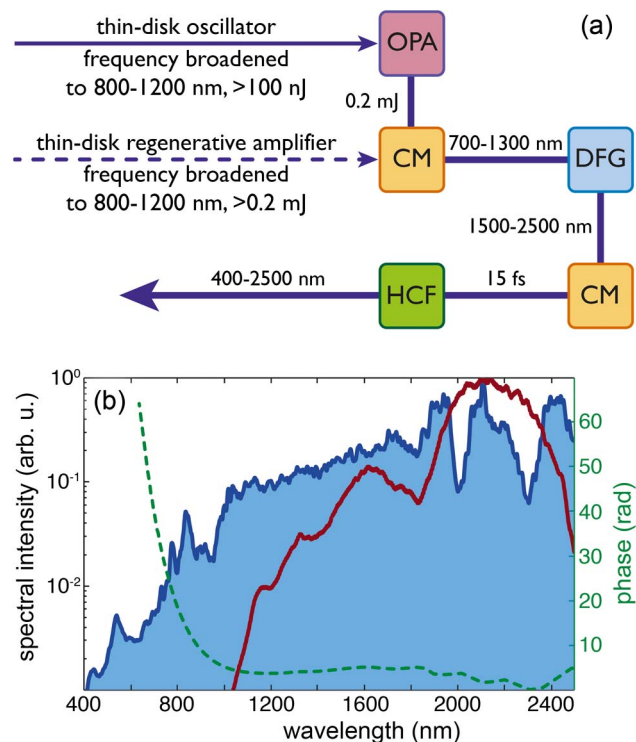 (a)
thin-disk oscillator
frequency broadened
to 800-1200 nm, >100 nJ
OPA
0.2 mJ
thin-disk regenerative amplifier
frequency broadened
to 800-1200 nm, >0.2 mJ
CM
700-1300 nm
DFG
1500-2500 nm
400-2500 nm
HCF
15 fs
CM
(b)
spectral intensity (arb. u.)
10⁰
10⁻¹
10⁻²
60
50
40
30
20
10
phase (rad)
400
800
1200
1600
2000
2400
wavelength (nm)